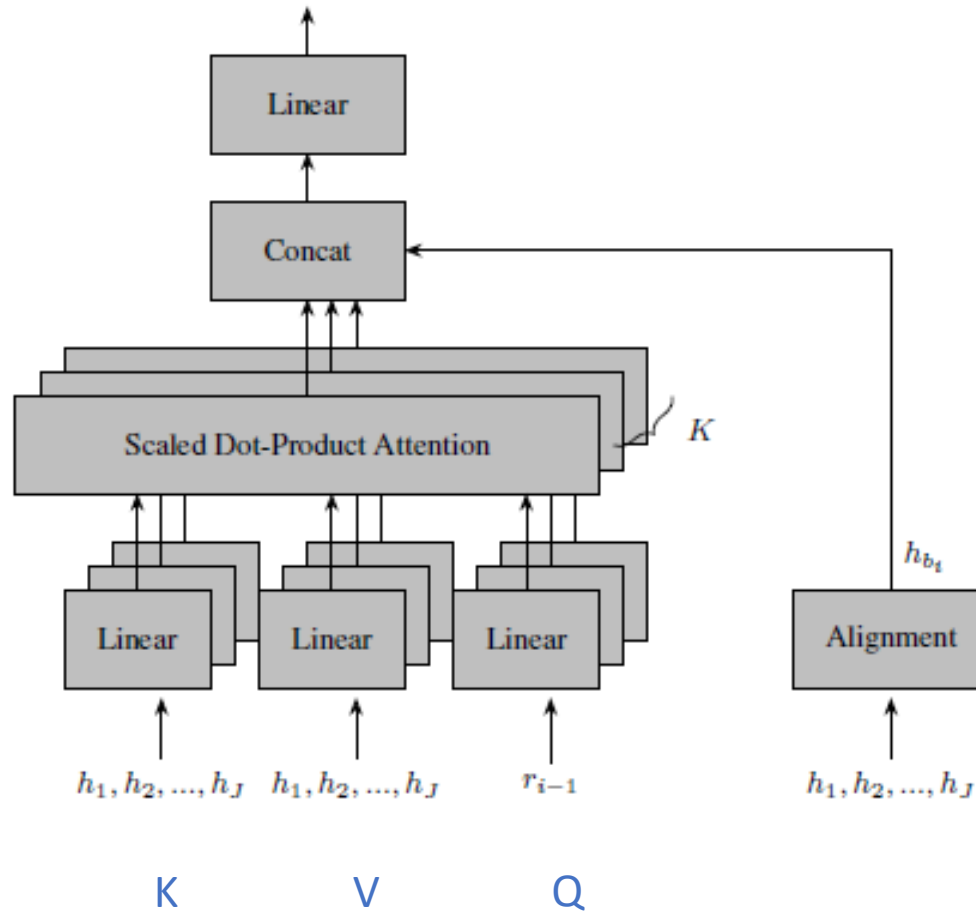 Linear
Concat
Scaled Dot-Product Attention
K
h_{b_i}
Linear Linear Linear Alignment
h_1, h_2, ..., h_J h_1, h_2, ..., h_J r_{i-1} h_1, h_2, ..., h_J
K V Q